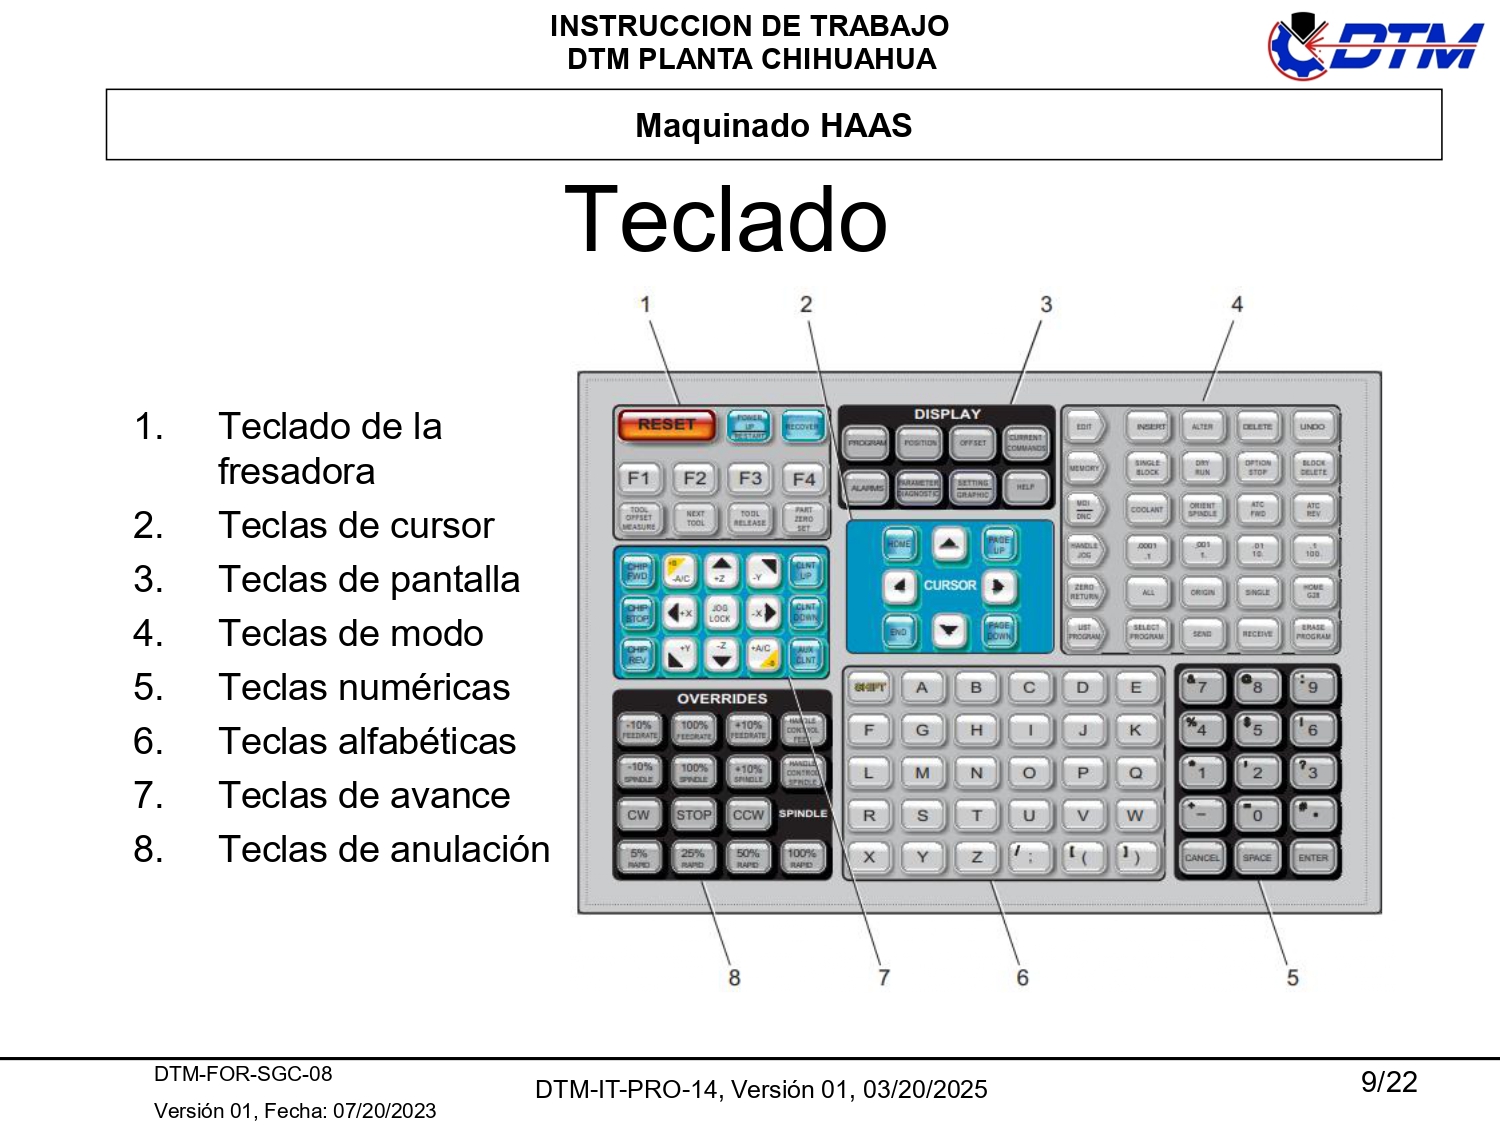 INSTRUCCION DE TRABAJO
DTM PLANTA CHIHUAHUA
DTM
Maquinado HAAS
Teclado
1. Teclado de la
fresadora
2. Teclas de cursor
3. Teclas de pantalla
4. Teclas de modo
5. Teclas numéricas
6. Teclas alfabéticas
7. Teclas de avance
8. Teclas de anulación
1 2 3 4
RESET POWER UP RESTART RECOVER
F1 F2 F3 F4
TOOL OFFSET MEASURE NEXT TOOL TOOL RELEASE PART ZERO SET
DISPLAY
PROGRAM POSITION OFFSET CURRENT COMMANDS
ALARMS PARAMETER DIAGNOSTIC SETTING GRAPHIC HELP
EDIT INSERT ALTER DELETE UNDO
MEMORY SINGLE BLOCK DRY RUN OPTION STOP BLOCK DELETE
MDI DNC COOLANT ORIENT SPINDLE ATC FWD ATC REV
HANDLE JOG .0001 .1 .001 1. .01 10. .1 100.
ZERO RETURN ALL ORIGIN SINGLE HOME G28
LIST PROGRAM SELECT PROGRAM SEND RECEIVE ERASE PROGRAM
CHIP FWD -A/C +Z -Y CLNT UP
CHIP STOP +X JOG LOCK -X CLNT DOWN
CHIP REV +Y -Z +A/C AUX CLNT
HOME PAGE UP
CURSOR
END PAGE DOWN
OVERRIDES
-10% FEEDRATE 100% FEEDRATE +10% FEEDRATE HANDLE CONTROL FEED
-10% SPINDLE 100% SPINDLE +10% SPINDLE HANDLE CONTROL SPINDLE
CW STOP CCW SPINDLE
5% RAPID 25% RAPID 50% RAPID 100% RAPID
SHIFT A B C D E
F G H I J K
L M N O P Q
R S T U V W
X Y Z / ; [ ( ] )
& 7 @ 8 : 9
% 4 $ 5 ! 6
* 1 ' 2 ? 3
+ - = 0 # .
CANCEL SPACE ENTER
8 7 6 5
DTM-FOR-SGC-08
Versión 01, Fecha: 07/20/2023
DTM-IT-PRO-14, Versión 01, 03/20/2025
9/22